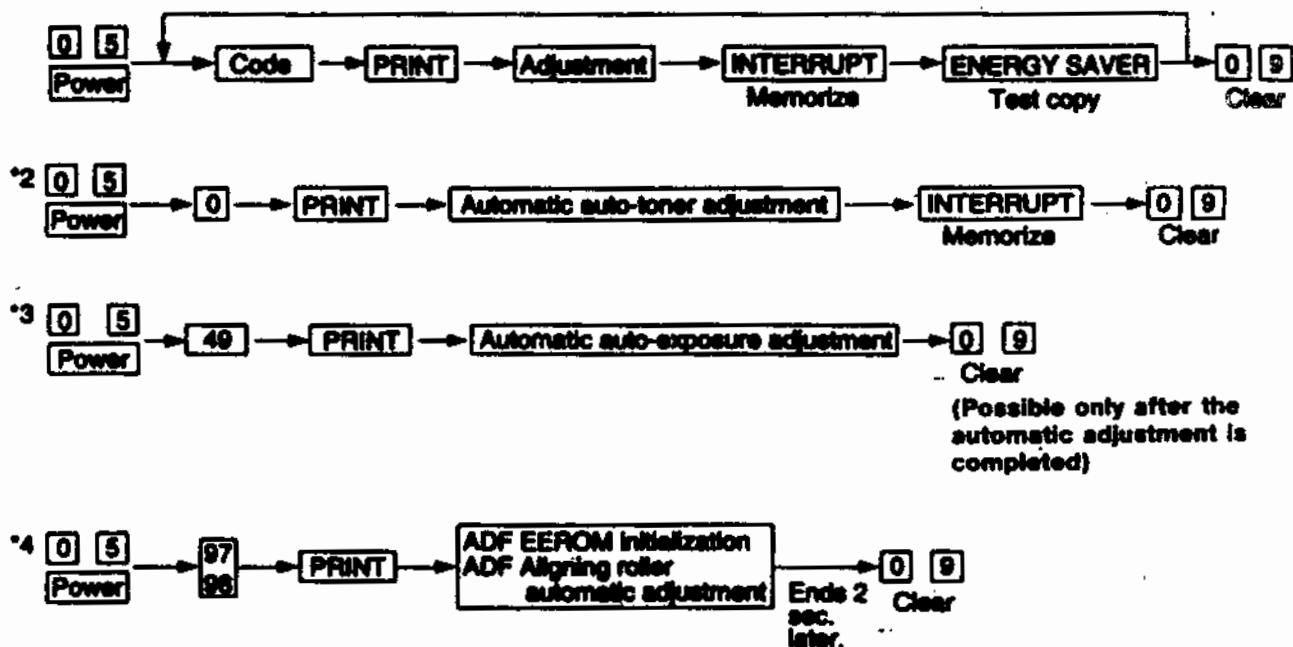 0 5
Power
Code PRINT Adjustment INTERRUPT ENERGY SAVER 0 9
Memorize Test copy Clear
*2 0 5
Power
0 PRINT Automatic auto-toner adjustment INTERRUPT 0 9
Memorize Clear
*3 0 5
Power
49 PRINT Automatic auto-exposure adjustment 0 9
Clear
(Possible only after the
automatic adjustment is
completed)
*4 0 5
Power
97
96
PRINT
ADF EEROM initialization
ADF Aligning roller
automatic adjustment
Ends 2
sec.
later.
0 9
Clear